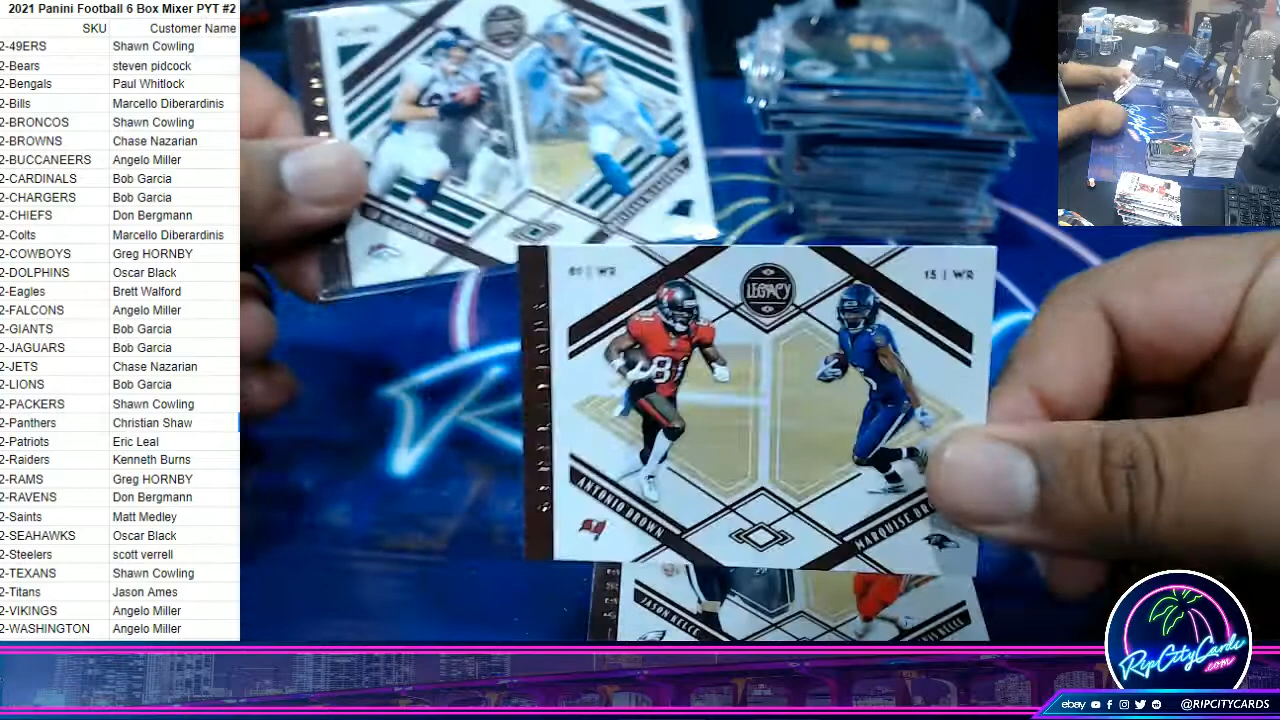 2021 Panini Football 6 Box Mixer PYT #2
SKU Customer Name
2-49ERS Shawn Cowling
2-Bears steven pidcock
2-Bengals Paul Whitlock
2-Bills Marcello Diberardinis
2-BRONCOS Shawn Cowling
2-BROWNS Chase Nazarian
2-BUCCANEERS Angelo Miller
2-CARDINALS Bob Garcia
2-CHARGERS Bob Garcia
2-CHIEFS Don Bergmann
2-Colts Marcello Diberardinis
2-COWBOYS Greg HORNBY
2-DOLPHINS Oscar Black
2-Eagles Brett Walford
2-FALCONS Angelo Miller
2-GIANTS Bob Garcia
2-JAGUARS Bob Garcia
2-JETS Chase Nazarian
2-LIONS Bob Garcia
2-PACKERS Shawn Cowling
2-Panthers Christian Shaw
2-Patriots Eric Leal
2-Raiders Kenneth Burns
2-RAMS Greg HORNBY
2-RAVENS Don Bergmann
2-Saints Matt Medley
2-SEAHAWKS Oscar Black
2-Steelers scott verrell
2-TEXANS Shawn Cowling
2-Titans Jason Ames
2-VIKINGS Angelo Miller
2-WASHINGTON Angelo Miller
81 | WR
LEGACY
15 | WR
81
ANTONIO BROWN
MARQUISE BRO
JASON KELCE
RipCityCards
.com
ebay
@RIPCITYCARDS